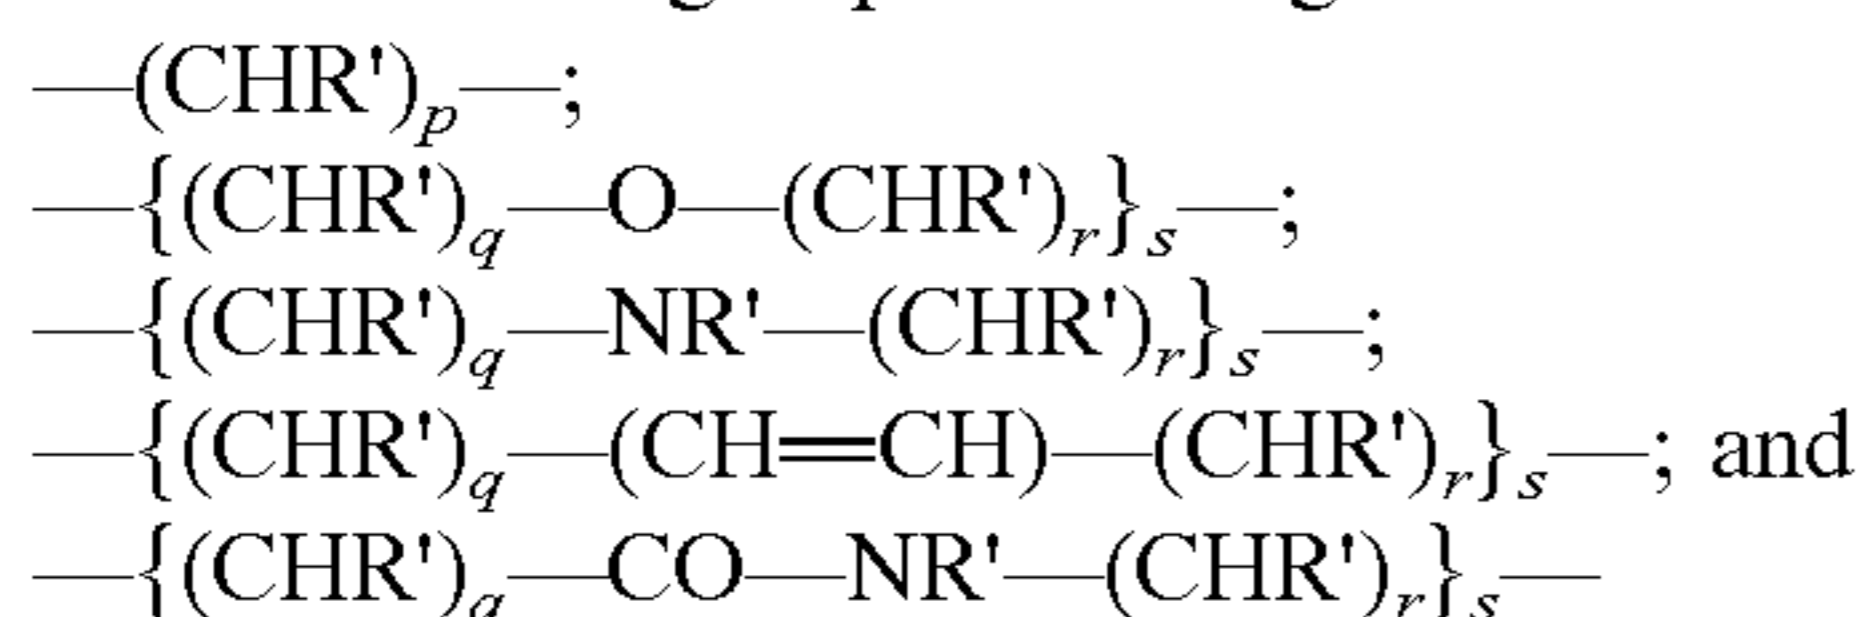 —(CHR')p—;
—{(CHR')q—O—(CHR')r}s—;
—{(CHR')q—NR'—(CHR')r}s—;
—{(CHR')q—(CH=CH)—(CHR')r}s—; and
—{(CHR')q—CO—NR'—(CHR')r}s—